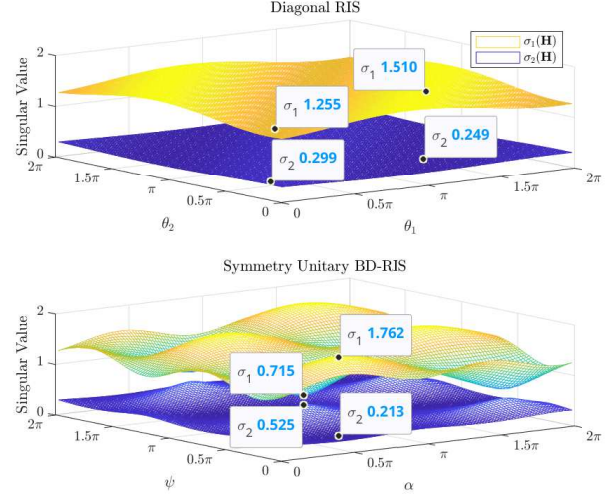 Diagonal RIS
σ₁(H)
σ₂(H)
Singular Value
2
1
0
σ₁ 1.510
σ₁ 1.255
σ₂ 0.249
σ₂ 0.299
2π
1.5π
π
0.5π
0
θ₂
0
0.5π
π
1.5π
2π
θ₁
Symmetry Unitary BD-RIS
Singular Value
2
1
0
σ₁ 1.762
σ₁ 0.715
σ₂ 0.525
σ₂ 0.213
2π
1.5π
π
0.5π
0
ψ
0
0.5π
π
1.5π
2π
α